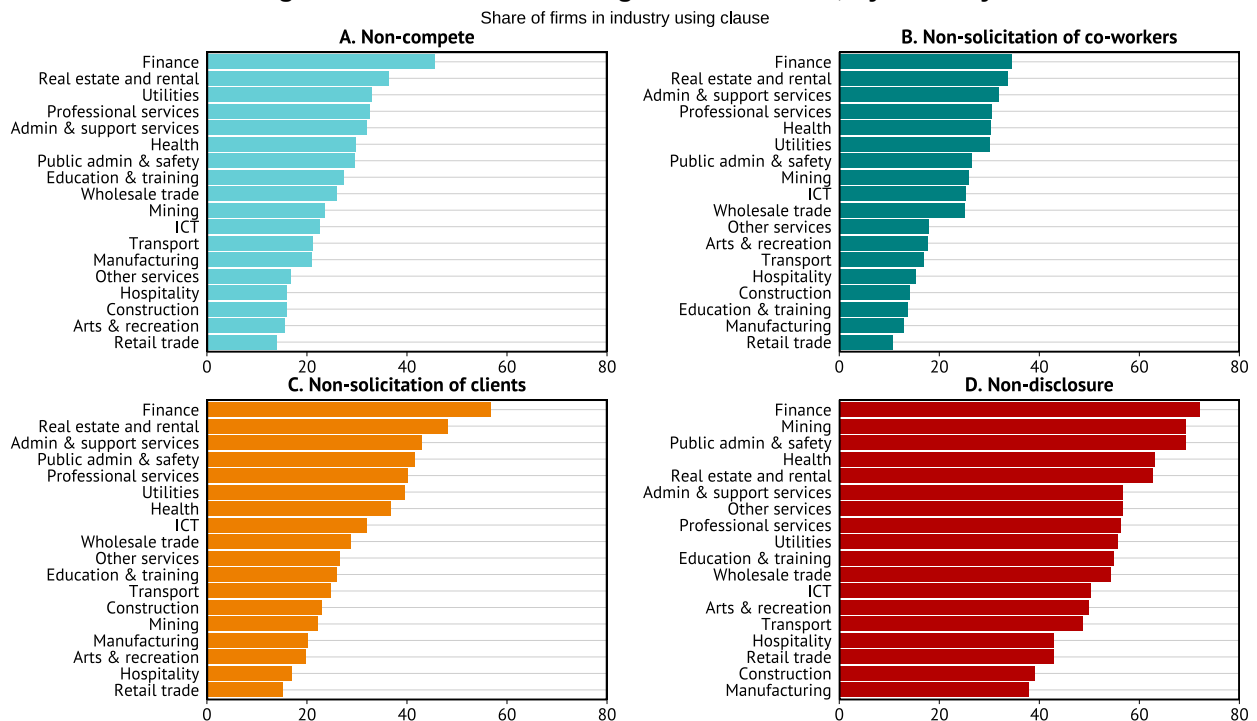 Share of firms in industry using clause
A. Non-compete
Finance
Real estate and rental
Utilities
Professional services
Admin & support services
Health
Public admin & safety
Education & training
Wholesale trade
Mining
ICT
Transport
Manufacturing
Other services
Hospitality
Construction
Arts & recreation
Retail trade
0 20 40 60 80
B. Non-solicitation of co-workers
Finance
Real estate and rental
Admin & support services
Professional services
Health
Utilities
Public admin & safety
Mining
ICT
Wholesale trade
Other services
Arts & recreation
Transport
Hospitality
Construction
Education & training
Manufacturing
Retail trade
0 20 40 60 80
C. Non-solicitation of clients
Finance
Real estate and rental
Admin & support services
Public admin & safety
Professional services
Utilities
Health
ICT
Wholesale trade
Other services
Education & training
Transport
Construction
Mining
Manufacturing
Arts & recreation
Hospitality
Retail trade
0 20 40 60 80
D. Non-disclosure
Finance
Mining
Public admin & safety
Health
Real estate and rental
Admin & support services
Other services
Professional services
Utilities
Education & training
Wholesale trade
ICT
Arts & recreation
Transport
Hospitality
Retail trade
Construction
Manufacturing
0 20 40 60 80